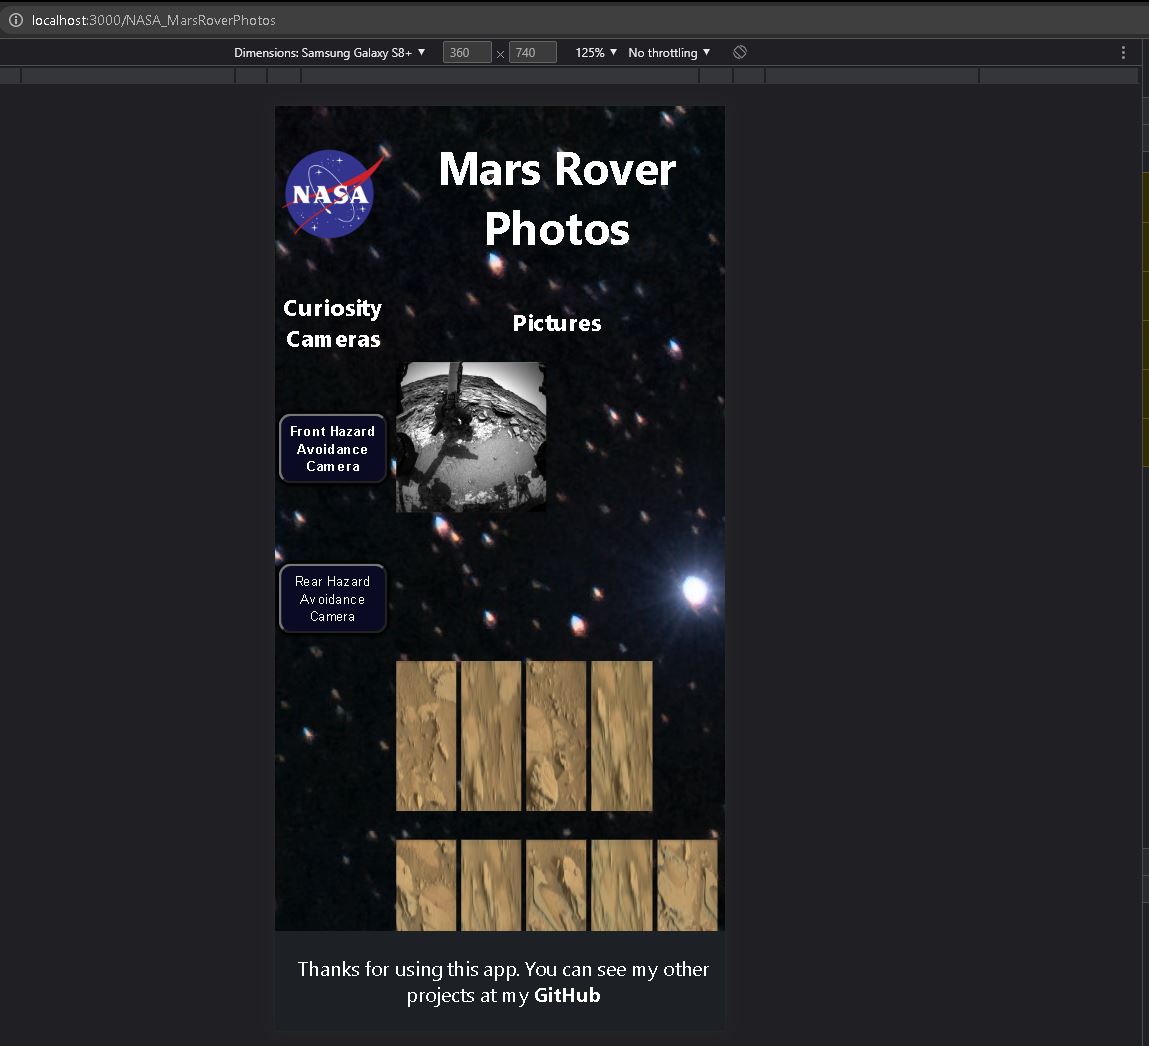 localhost:3000/NASA_MarsRoverPhotos
Dimensions: Samsung Galaxy S8+ 360 × 740 125% No throttling
NASA
Mars Rover
Photos
Curiosity
Cameras
Pictures
Front Hazard
Avoidance
Camera
Rear Hazard
Avoidance
Camera
Thanks for using this app. You can see my other
projects at my GitHub